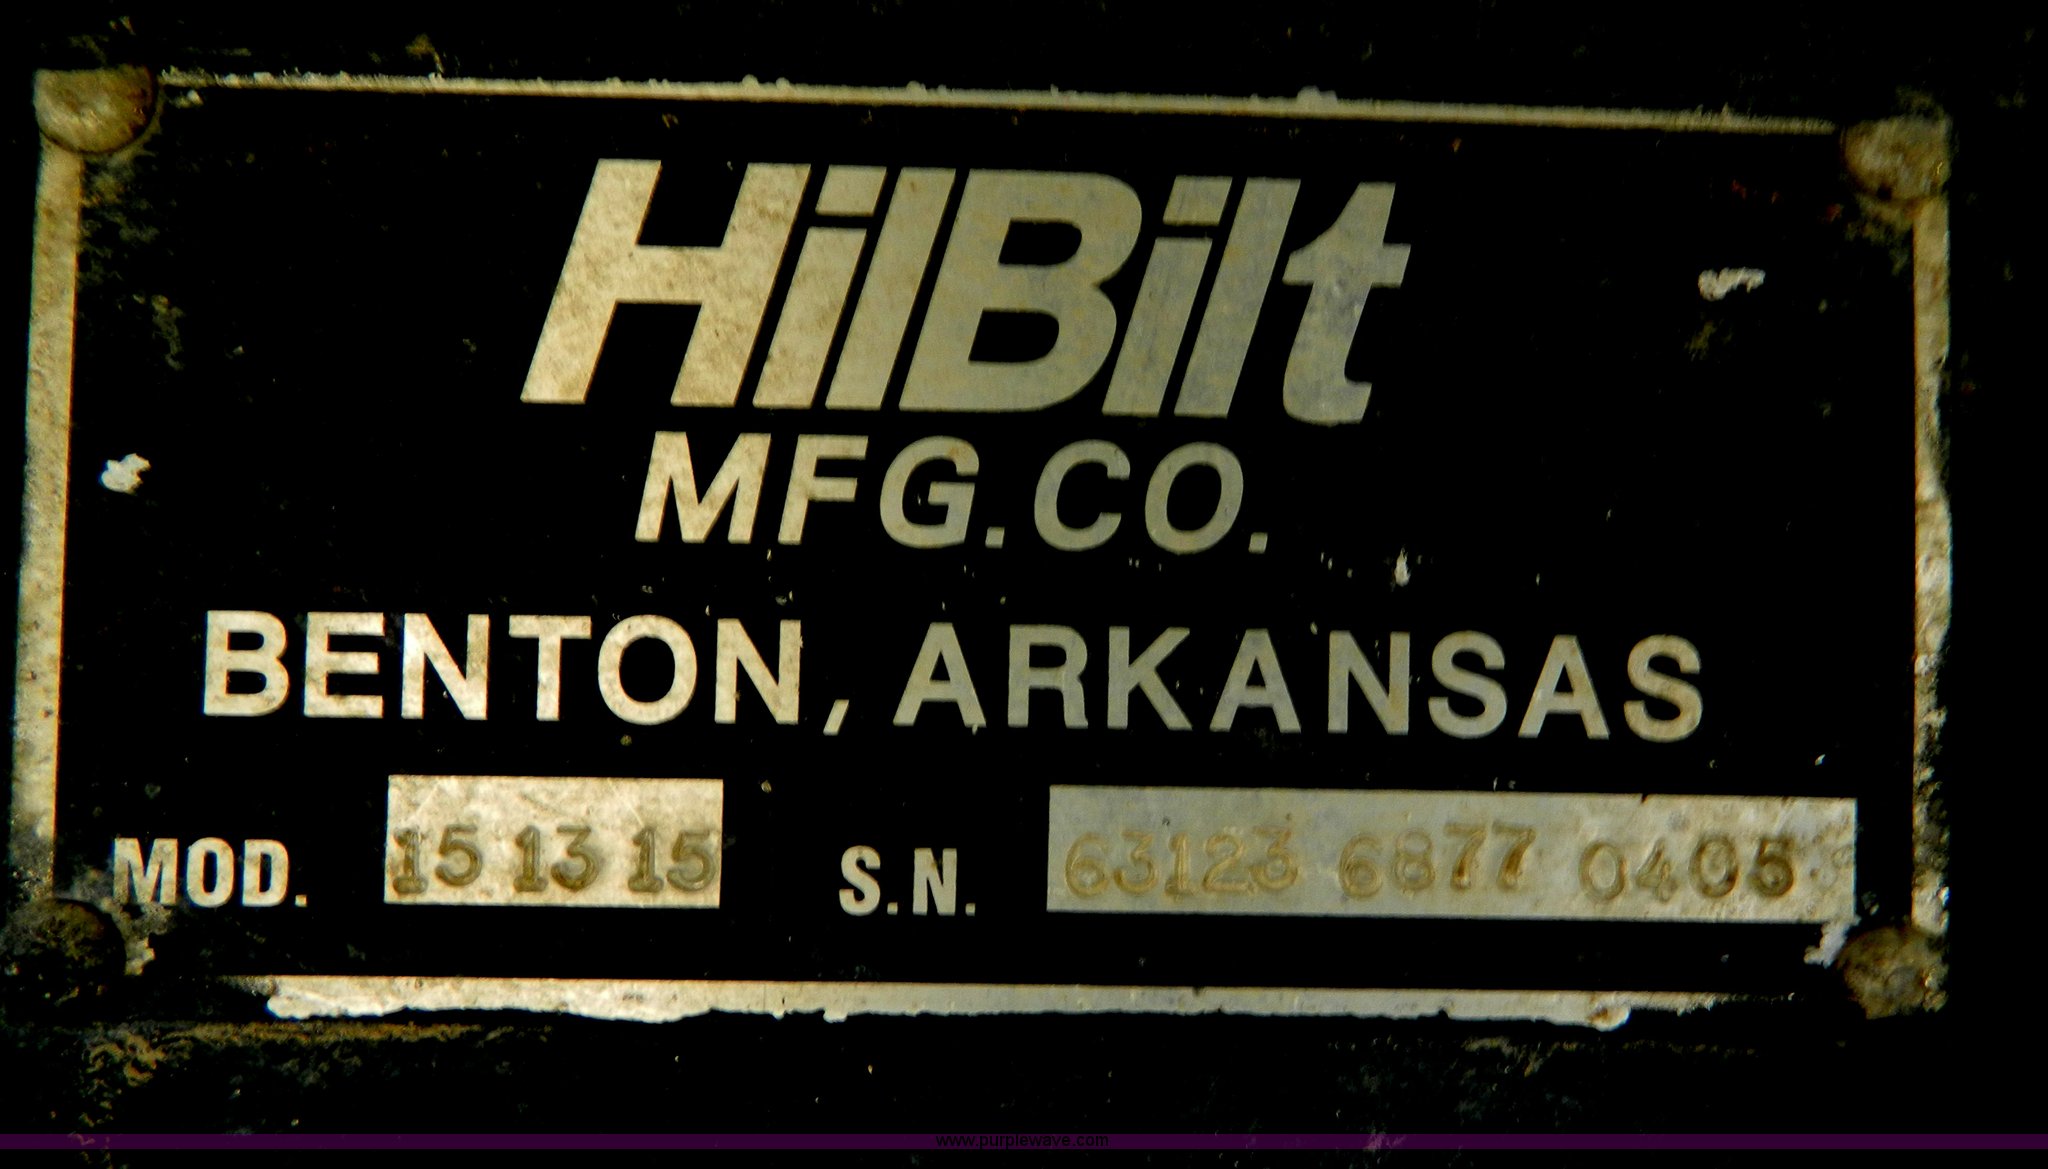 HilBilt
MFG.CO.
BENTON, ARKANSAS
MOD. 15 13 15 S.N. 63123 6877 0405
www.purplewave.com